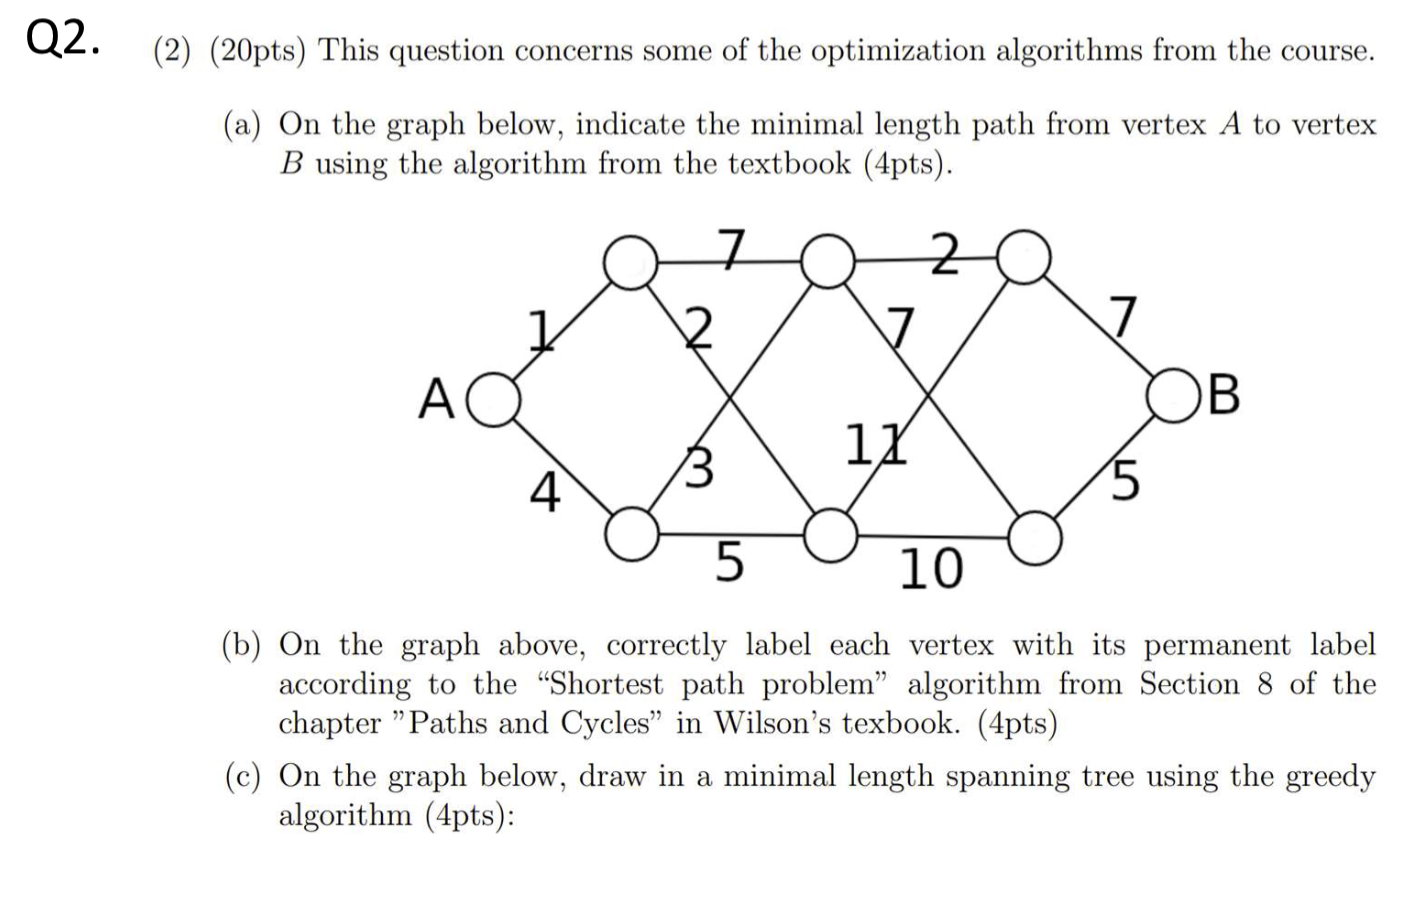 Q2.
(2) (20pts) This question concerns some of the optimization algorithms from the course.
(a) On the graph below, indicate the minimal length path from vertex A to vertex
B using the algorithm from the textbook (4pts).
7
2
1
2
7
7
A
B
3
11
4
5
5
10
(b) On the graph above, correctly label each vertex with its permanent label
according to the “Shortest path problem” algorithm from Section 8 of the
chapter ”Paths and Cycles” in Wilson’s texbook. (4pts)
(c) On the graph below, draw in a minimal length spanning tree using the greedy
algorithm (4pts):